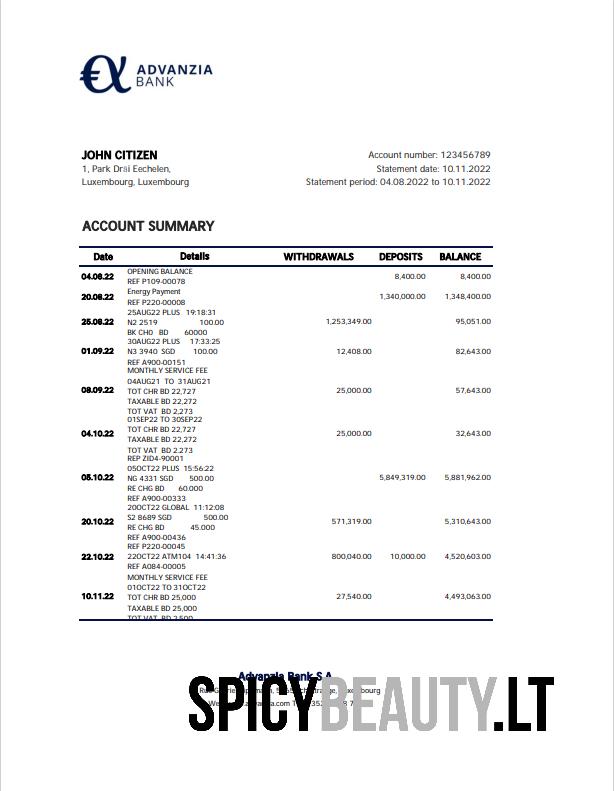 €α ADVANZIA
BANK
JOHN CITIZEN
1, Park Dräi Eechelen,
Luxembourg, Luxembourg
Account number: 123456789
Statement date: 10.11.2022
Statement period: 04.08.2022 to 10.11.2022
ACCOUNT SUMMARY
Date Details WITHDRAWALS DEPOSITS BALANCE
04.08.22 OPENING BALANCE 8,400.00 8,400.00
REF P109-00078
20.08.22 Energy Payment 1,340,000.00 1,348,400.00
REF P220-00008
25AUG22 PLUS 19:18:31
25.08.22 N2 2519 100.00 1,253,349.00 95,051.00
BK CH0 BD 60000
30AUG22 PLUS 17:33:25
01.09.22 N3 3940 SGD 100.00 12,408.00 82,643.00
REF A900-00151
MONTHLY SERVICE FEE
04AUG21 TO 31AUG21
08.09.22 TOT CHR BD 22,727 25,000.00 57,643.00
TAXABLE BD 22,272
TOT VAT BD 2,273
01SEP22 TO 30SEP22
04.10.22 TOT CHR BD 22,727 25,000.00 32,643.00
TAXABLE BD 22,272
TOT VAT BD 2.273
REP ZID4-90001
05OCT22 PLUS 15:56:22
05.10.22 NG 4331 SGD 500.00 5,849,319.00 5,881,962.00
RE CHG BD 60.000
REF A900-00333
20OCT22 GLOBAL 11:12:08
20.10.22 S2 8689 SGD 500.00 571,319.00 5,310,643.00
RE CHG BD 45.000
REF A900-00436
REF P220-00045
22.10.22 22OCT22 ATM104 14:41:36 800,040.00 10,000.00 4,520,603.00
REF A084-00005
MONTHLY SERVICE FEE
01OCT22 TO 31OCT22
10.11.22 TOT CHR BD 25,000 27,540.00 4,493,063.00
TAXABLE BD 25,000
TOT VAT BD 2,500
Advanzia Bank S.A.
SPICYBEAUTY.LT